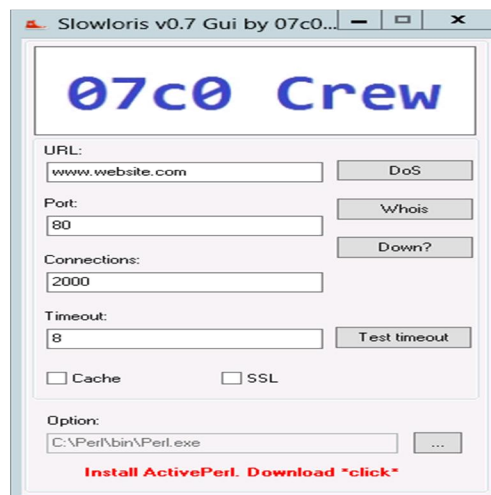 Slowloris v0.7 Gui by 07c0...
07c0 Crew
URL:
www.website.com
DoS
Port:
Whois
80
Down?
Connections:
2000
Timeout:
8
Test timeout
Cache
SSL
Option:
C:\Perl\bin\Perl.exe
...
Install ActivePerl. Download "click"